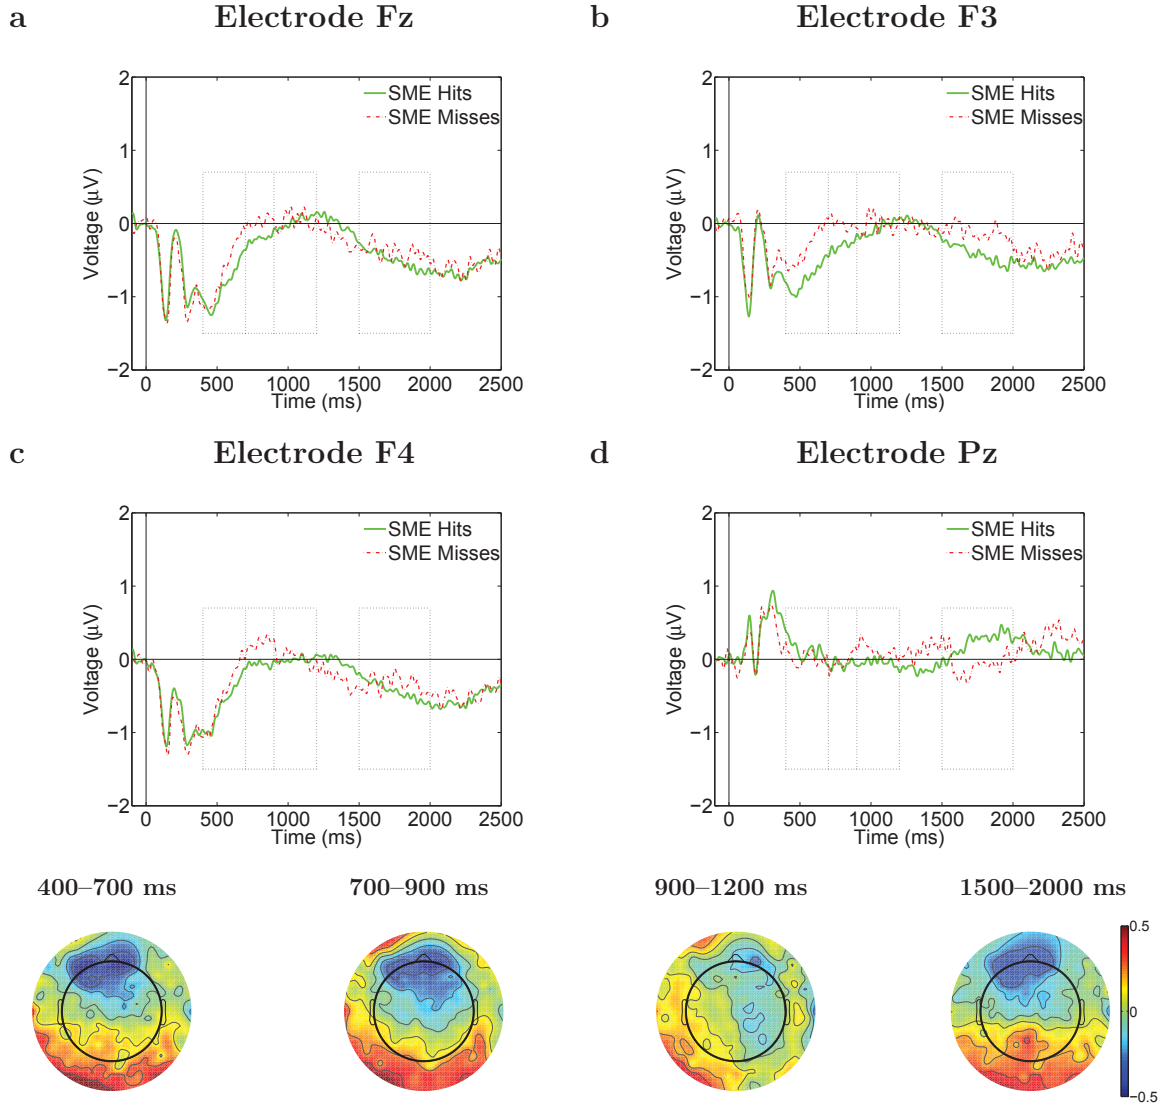 a Electrode Fz
2
1
0
−1
−2
Voltage (μV)
SME Hits
SME Misses
0 500 1000 1500 2000 2500
Time (ms)
b Electrode F3
2
1
0
−1
−2
Voltage (μV)
SME Hits
SME Misses
0 500 1000 1500 2000 2500
Time (ms)
c Electrode F4
2
1
0
−1
−2
Voltage (μV)
SME Hits
SME Misses
0 500 1000 1500 2000 2500
Time (ms)
d Electrode Pz
2
1
0
−1
−2
Voltage (μV)
SME Hits
SME Misses
0 500 1000 1500 2000 2500
Time (ms)
400–700 ms
700–900 ms
900–1200 ms
1500–2000 ms
0.5
0
−0.5